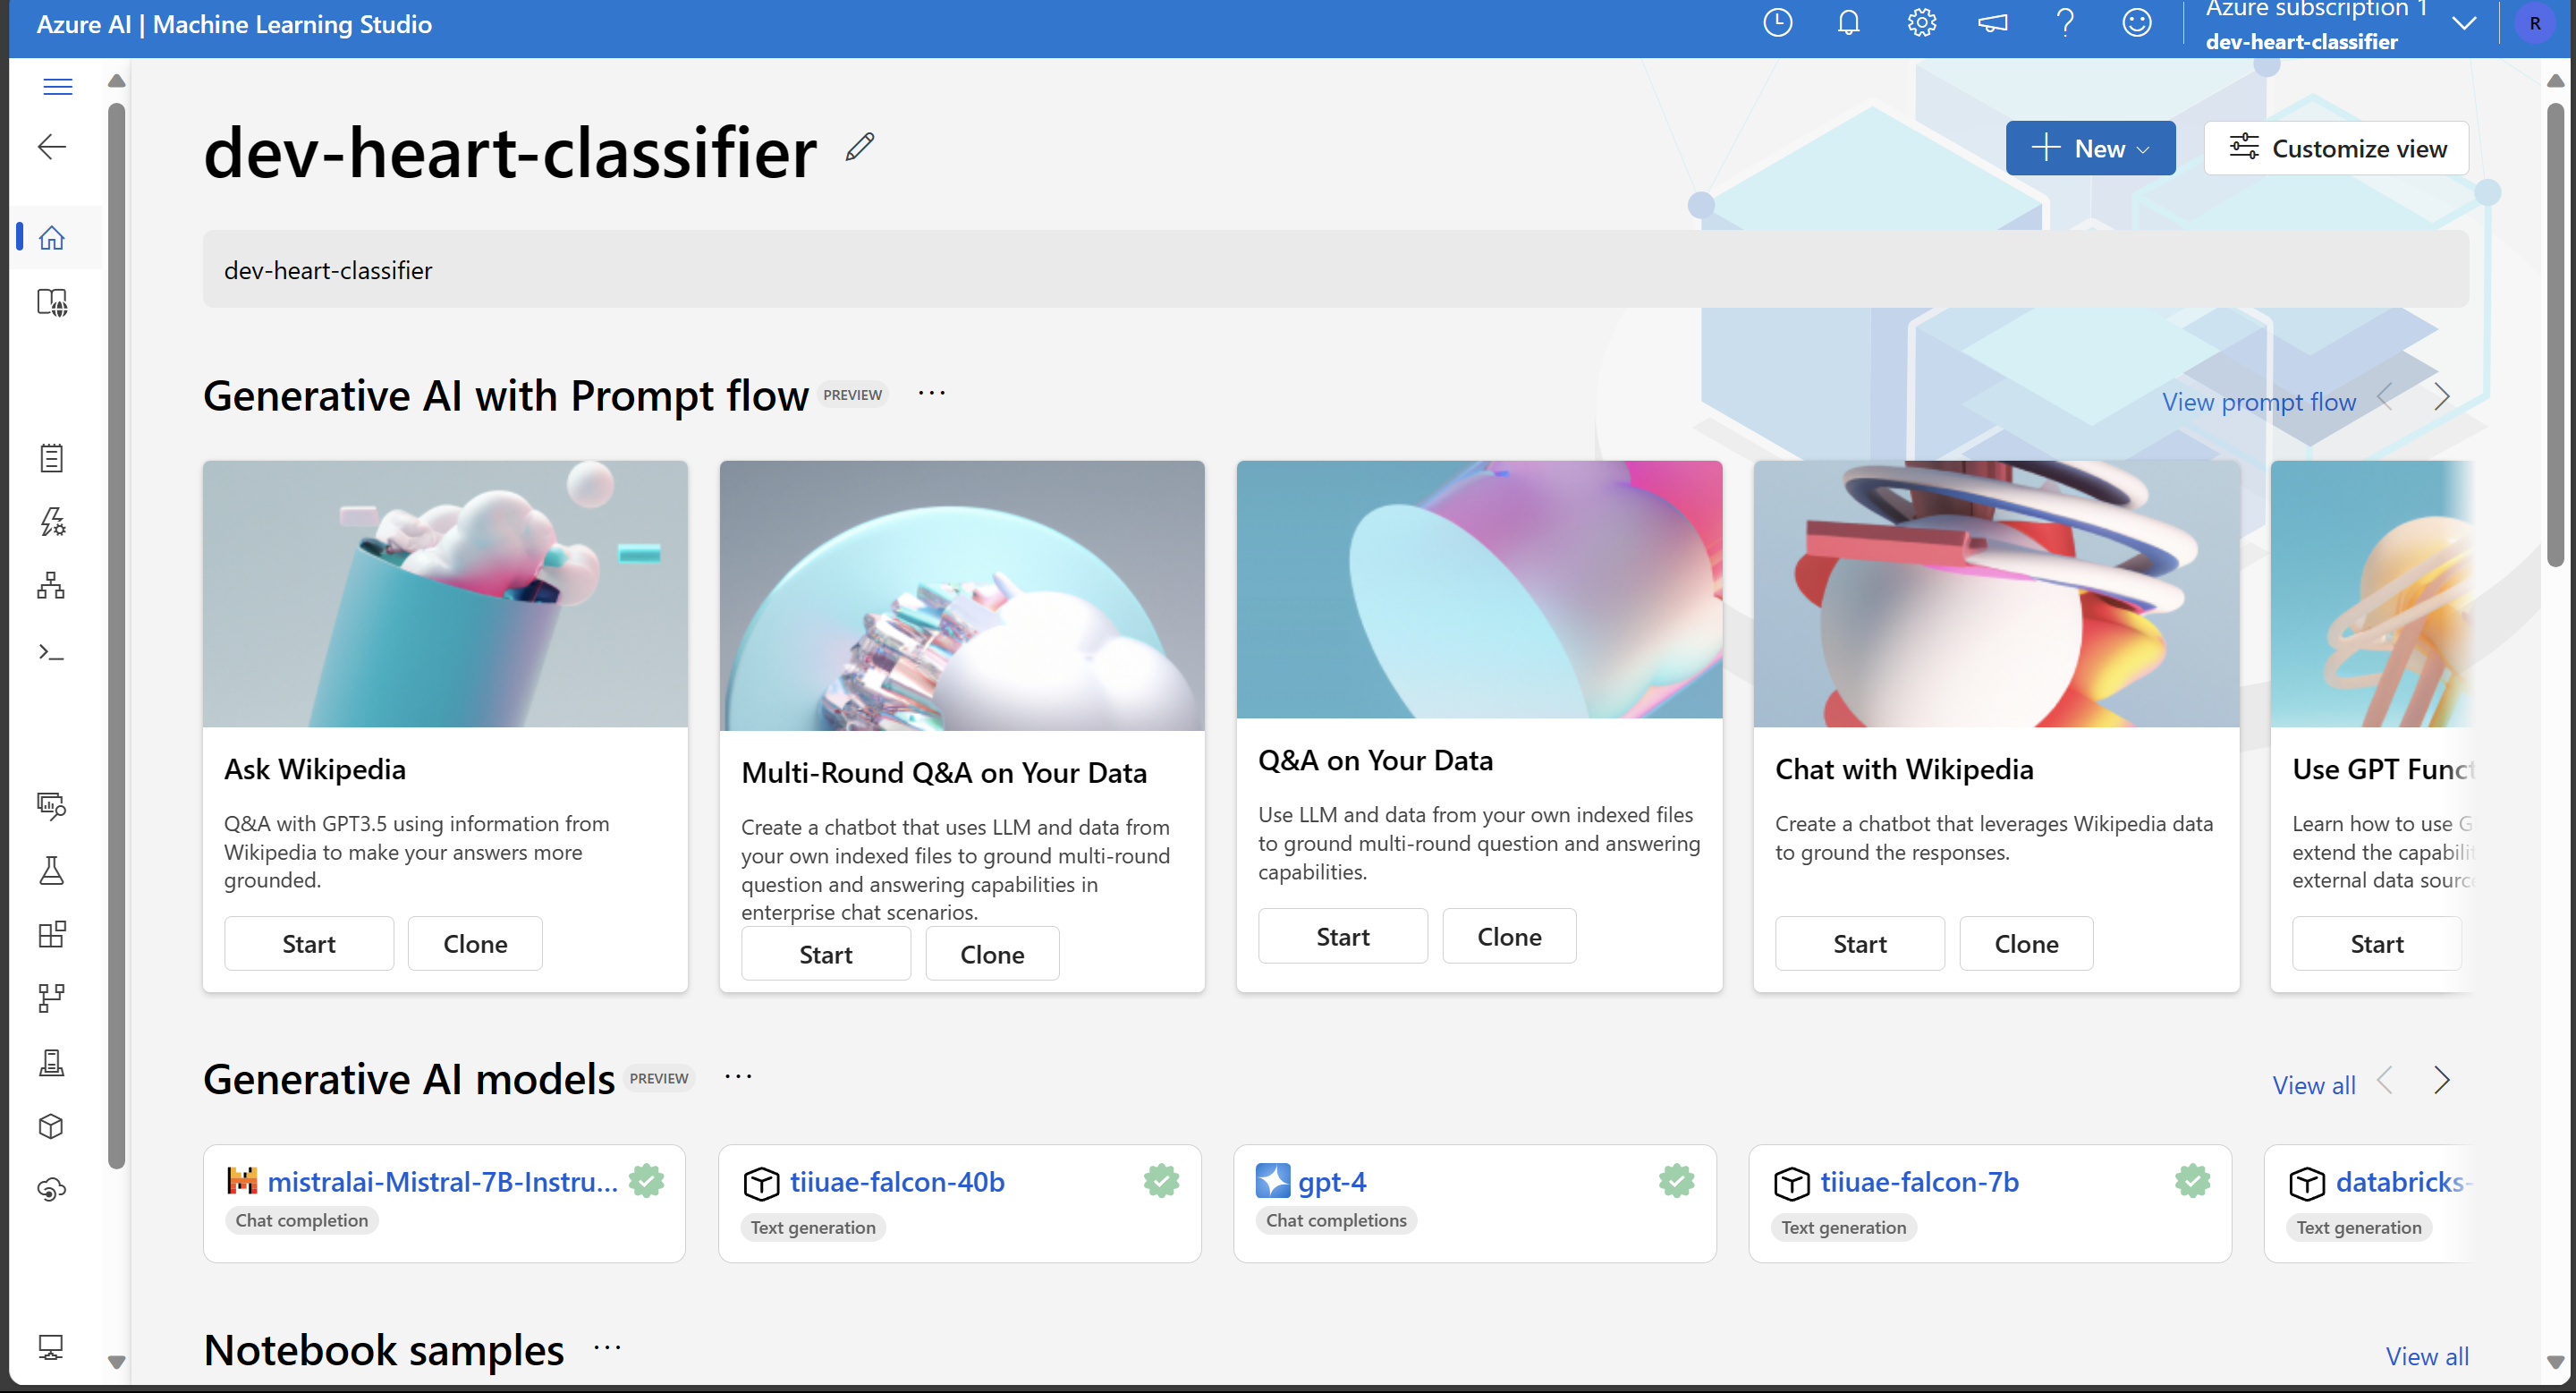 Azure AI | Machine Learning Studio
Azure subscription 1
dev-heart-classifier
R
dev-heart-classifier
New
Customize view
dev-heart-classifier
Generative AI with Prompt flow
PREVIEW
View prompt flow
Ask Wikipedia
Q&A with GPT3.5 using information from
Wikipedia to make your answers more
grounded.
Start
Clone
Multi-Round Q&A on Your Data
Create a chatbot that uses LLM and data from
your own indexed files to ground multi-round
question and answering capabilities in
enterprise chat scenarios.
Start
Clone
Q&A on Your Data
Use LLM and data from your own indexed files
to ground multi-round question and answering
capabilities.
Start
Clone
Chat with Wikipedia
Create a chatbot that leverages Wikipedia data
to ground the responses.
Start
Clone
Use GPT Funct
Learn how to use G
extend the capabilit
external data source
Start
Generative AI models
PREVIEW
View all
mistralai-Mistral-7B-Instru...
Chat completion
tiiuae-falcon-40b
Text generation
gpt-4
Chat completions
tiiuae-falcon-7b
Text generation
databricks-
Text generation
Notebook samples
View all